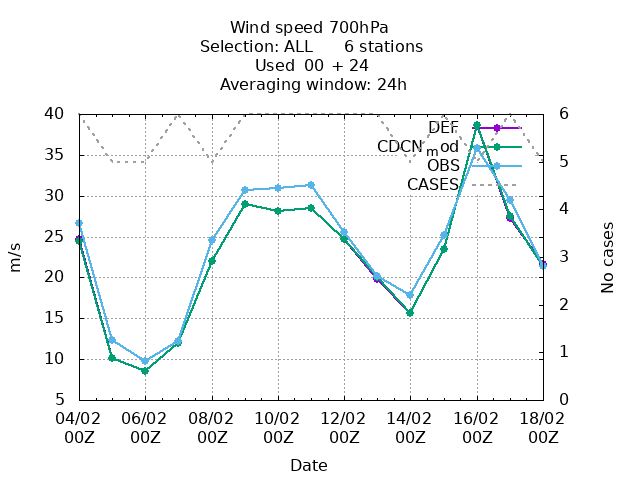 Wind speed 700hPa
Selection: ALL 6 stations
Used 00 + 24
Averaging window: 24h
40
35
30
25
20
15
10
5
m/s
6
5
4
3
2
1
0
No cases
DEF
CDCN_mod
OBS
CASES
04/02 06/02 08/02 10/02 12/02 14/02 16/02 18/02
00Z 00Z 00Z 00Z 00Z 00Z 00Z 00Z
Date